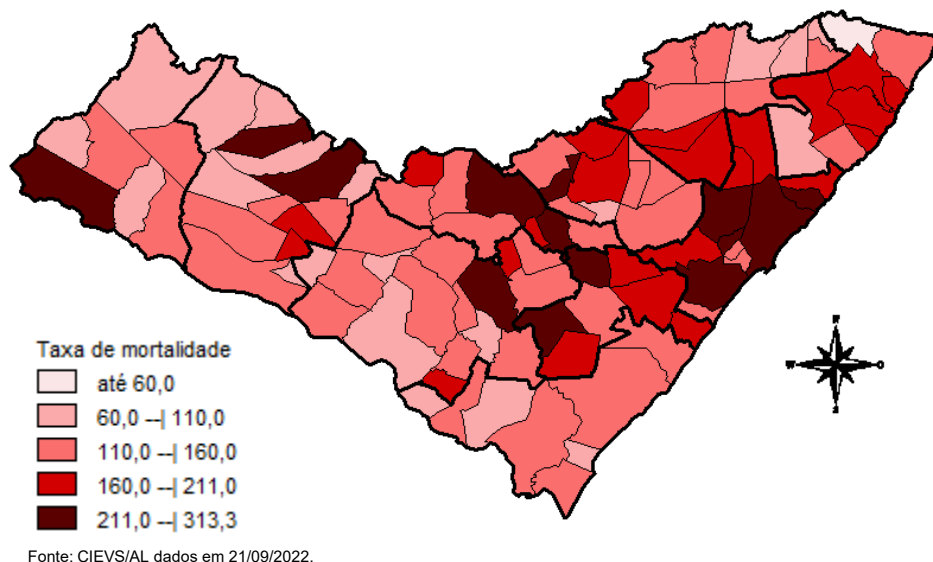 Taxa de mortalidade
até 60,0
60,0 --| 110,0
110,0 --| 160,0
160,0 --| 211,0
211,0 --| 313,3
N
W
O
S
Fonte: CIEVS/AL dados em 21/09/2022.